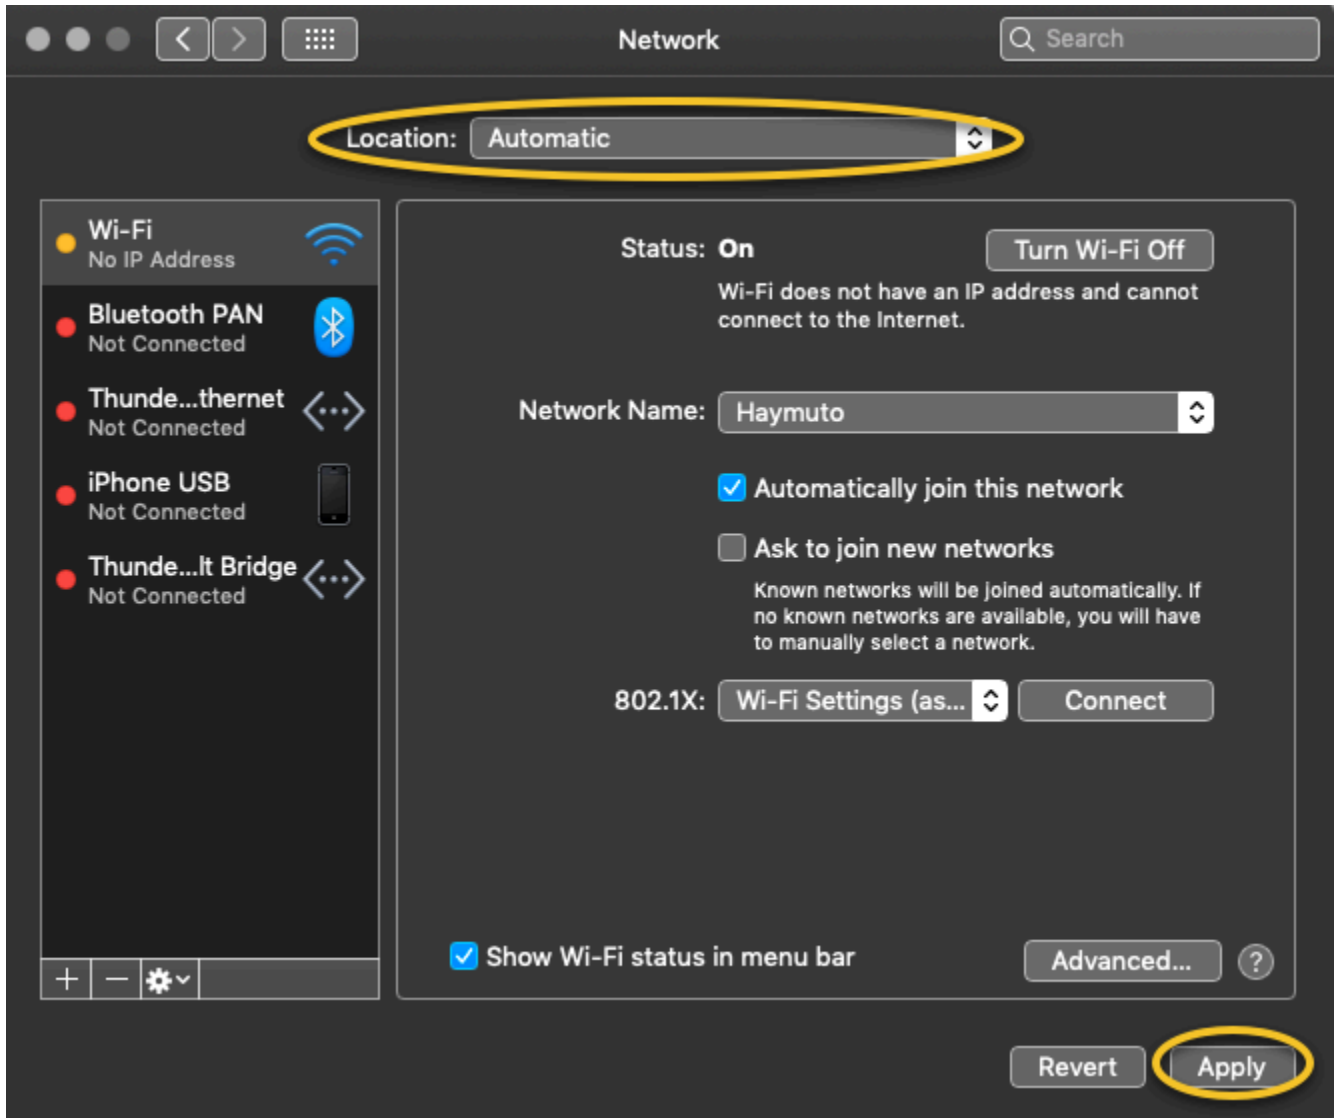 Network
Search
Location: Automatic
Wi-Fi
No IP Address
Bluetooth PAN
Not Connected
Thunde...thernet
Not Connected
iPhone USB
Not Connected
Thunde...lt Bridge
Not Connected
Status: On
Turn Wi-Fi Off
Wi-Fi does not have an IP address and cannot
connect to the Internet.
Network Name: Haymuto
Automatically join this network
Ask to join new networks
Known networks will be joined automatically. If
no known networks are available, you will have
to manually select a network.
802.1X: Wi-Fi Settings (as... Connect
Show Wi-Fi status in menu bar
Advanced... ?
Revert
Apply